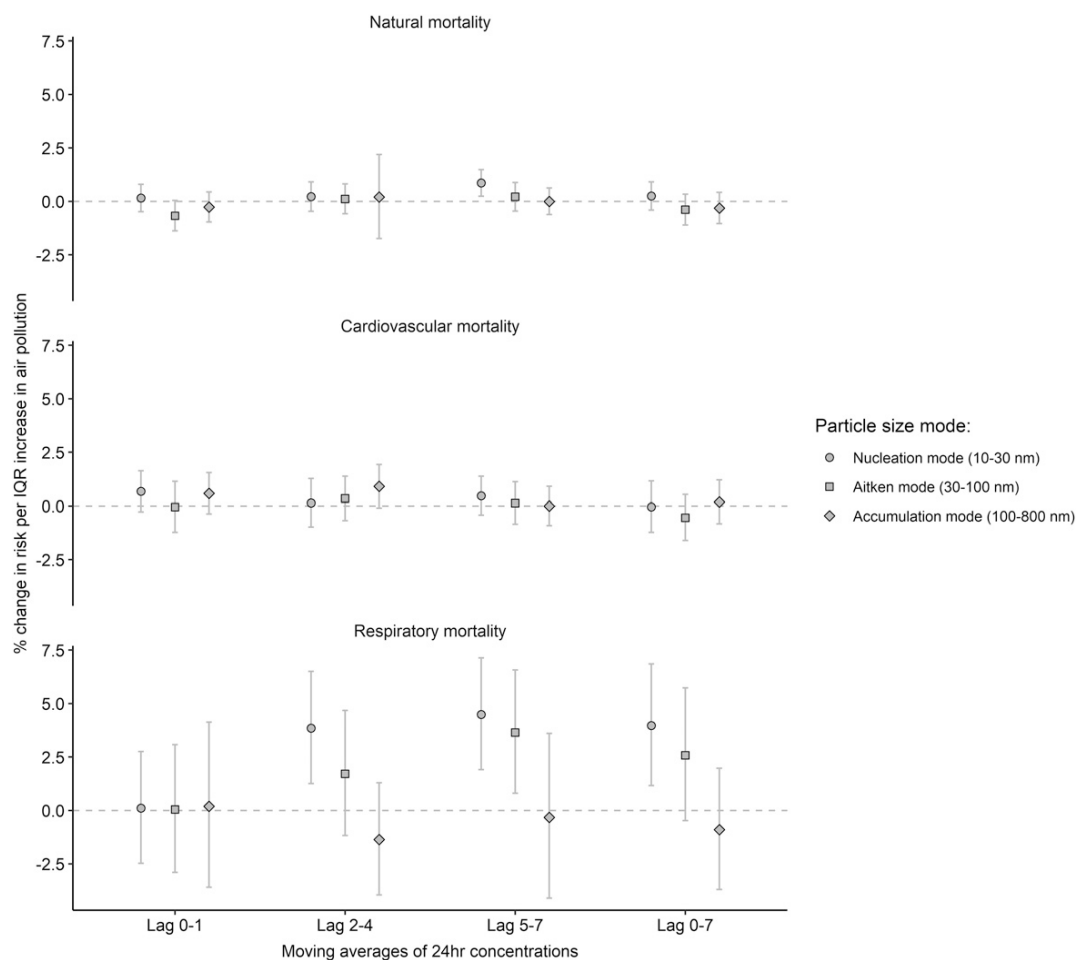 Natural mortality
7.5
5.0
2.5
0.0
-2.5
Cardiovascular mortality
7.5
5.0
2.5
0.0
-2.5
Respiratory mortality
7.5
5.0
2.5
0.0
-2.5
% change in risk per IQR increase in air pollution
Lag 0-1 Lag 2-4 Lag 5-7 Lag 0-7
Moving averages of 24hr concentrations
Particle size mode:
Nucleation mode (10-30 nm)
Aitken mode (30-100 nm)
Accumulation mode (100-800 nm)